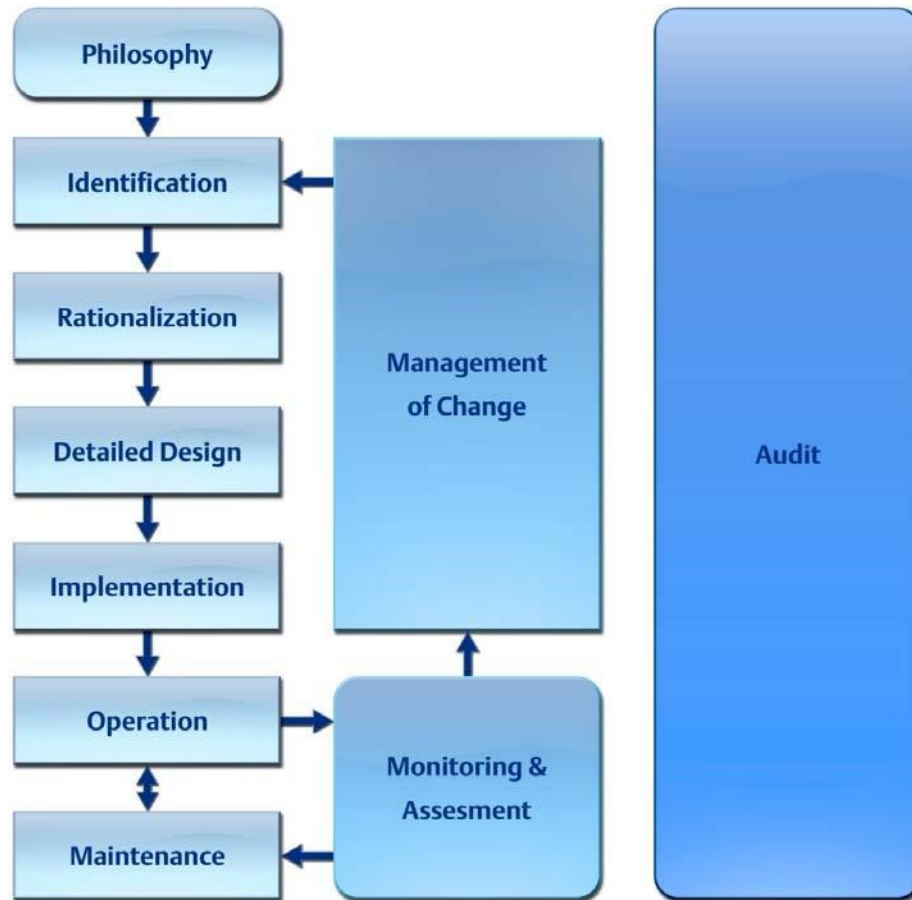 Philosophy
Identification
Rationalization
Detailed Design
Implementation
Operation
Maintenance
Management
of Change
Monitoring &
Assesment
Audit